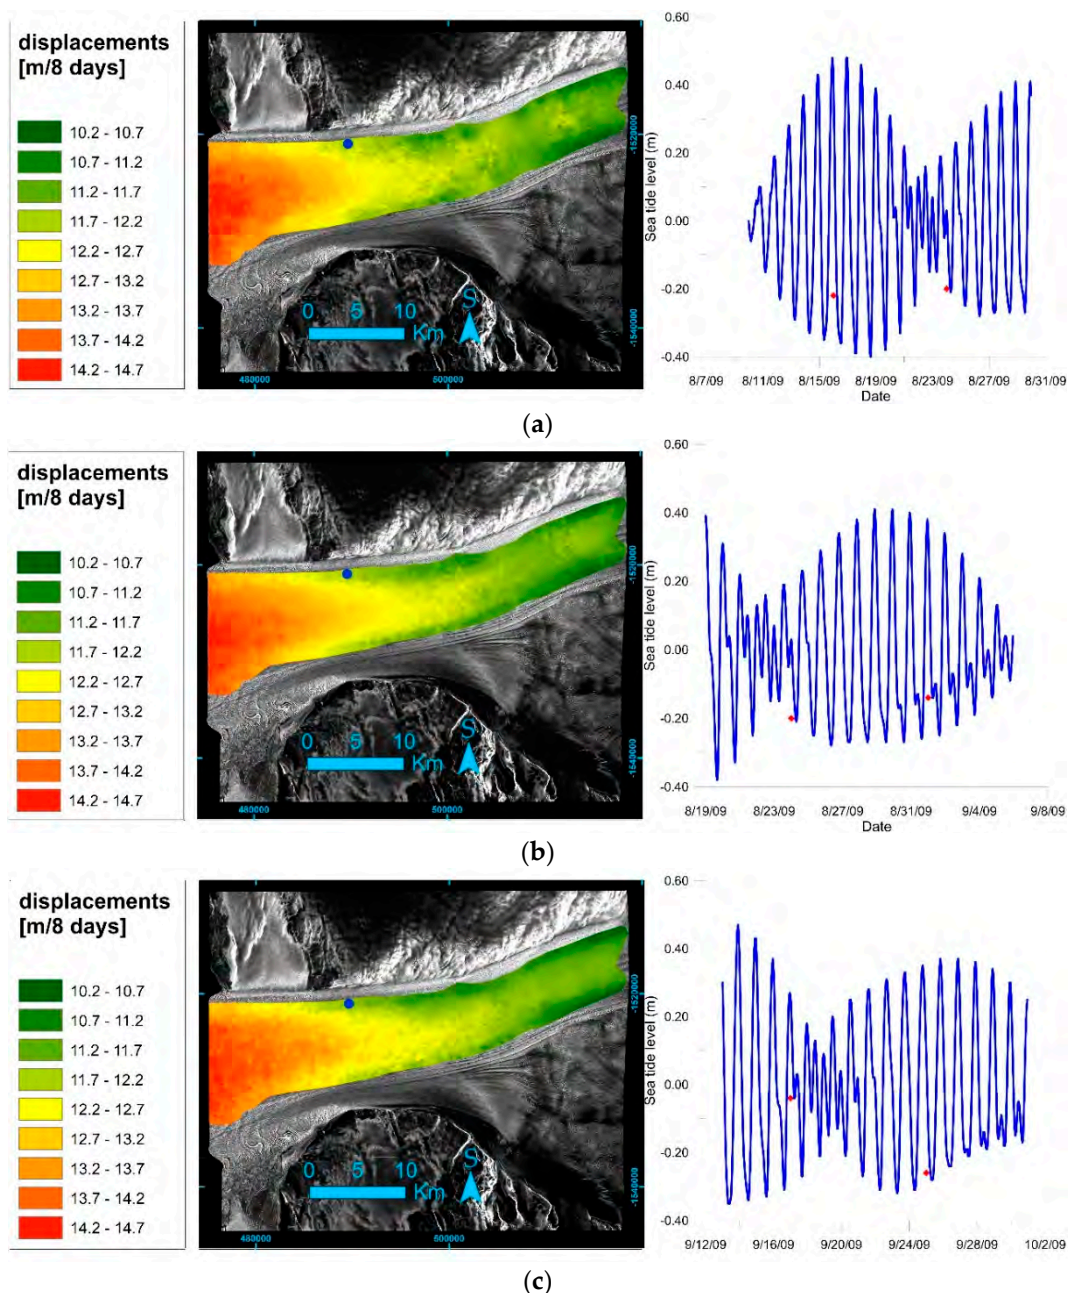 displacements
[m/8 days]
10.2 - 10.7
10.7 - 11.2
11.2 - 11.7
11.7 - 12.2
12.2 - 12.7
12.7 - 13.2
13.2 - 13.7
13.7 - 14.2
14.2 - 14.7
0 5 10
Km
S
480000 500000
-1520000
-1540000
Sea tide level (m)
0.60
0.40
0.20
0.00
-0.20
-0.40
8/7/09 8/11/09 8/15/09 8/19/09 8/23/09 8/27/09 8/31/09
Date
(a)
displacements
[m/8 days]
10.2 - 10.7
10.7 - 11.2
11.2 - 11.7
11.7 - 12.2
12.2 - 12.7
12.7 - 13.2
13.2 - 13.7
13.7 - 14.2
14.2 - 14.7
0 5 10
Km
S
480000 500000
-1520000
-1540000
Sea tide level (m)
0.60
0.40
0.20
0.00
-0.20
-0.40
8/19/09 8/23/09 8/27/09 8/31/09 9/4/09 9/8/09
Date
(b)
displacements
[m/8 days]
10.2 - 10.7
10.7 - 11.2
11.2 - 11.7
11.7 - 12.2
12.2 - 12.7
12.7 - 13.2
13.2 - 13.7
13.7 - 14.2
14.2 - 14.7
0 5 10
Km
S
480000 500000
-1520000
-1540000
Sea tide level (m)
0.60
0.40
0.20
0.00
-0.20
-0.40
9/12/09 9/16/09 9/20/09 9/24/09 9/28/09 10/2/09
(c)